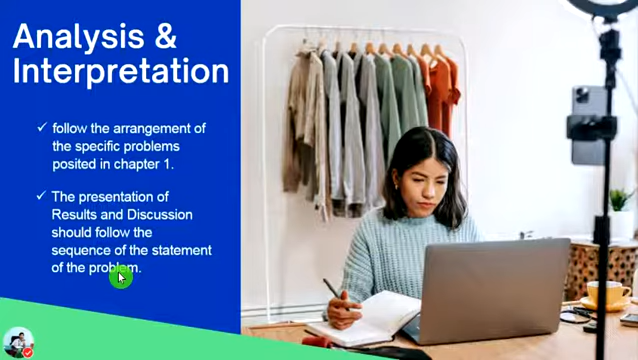 Analysis &
Interpretation
✓ follow the arrangement of
the specific problems
posited in chapter 1.
✓ The presentation of
Results and Discussion
should follow the
sequence of the statement
of the problem.